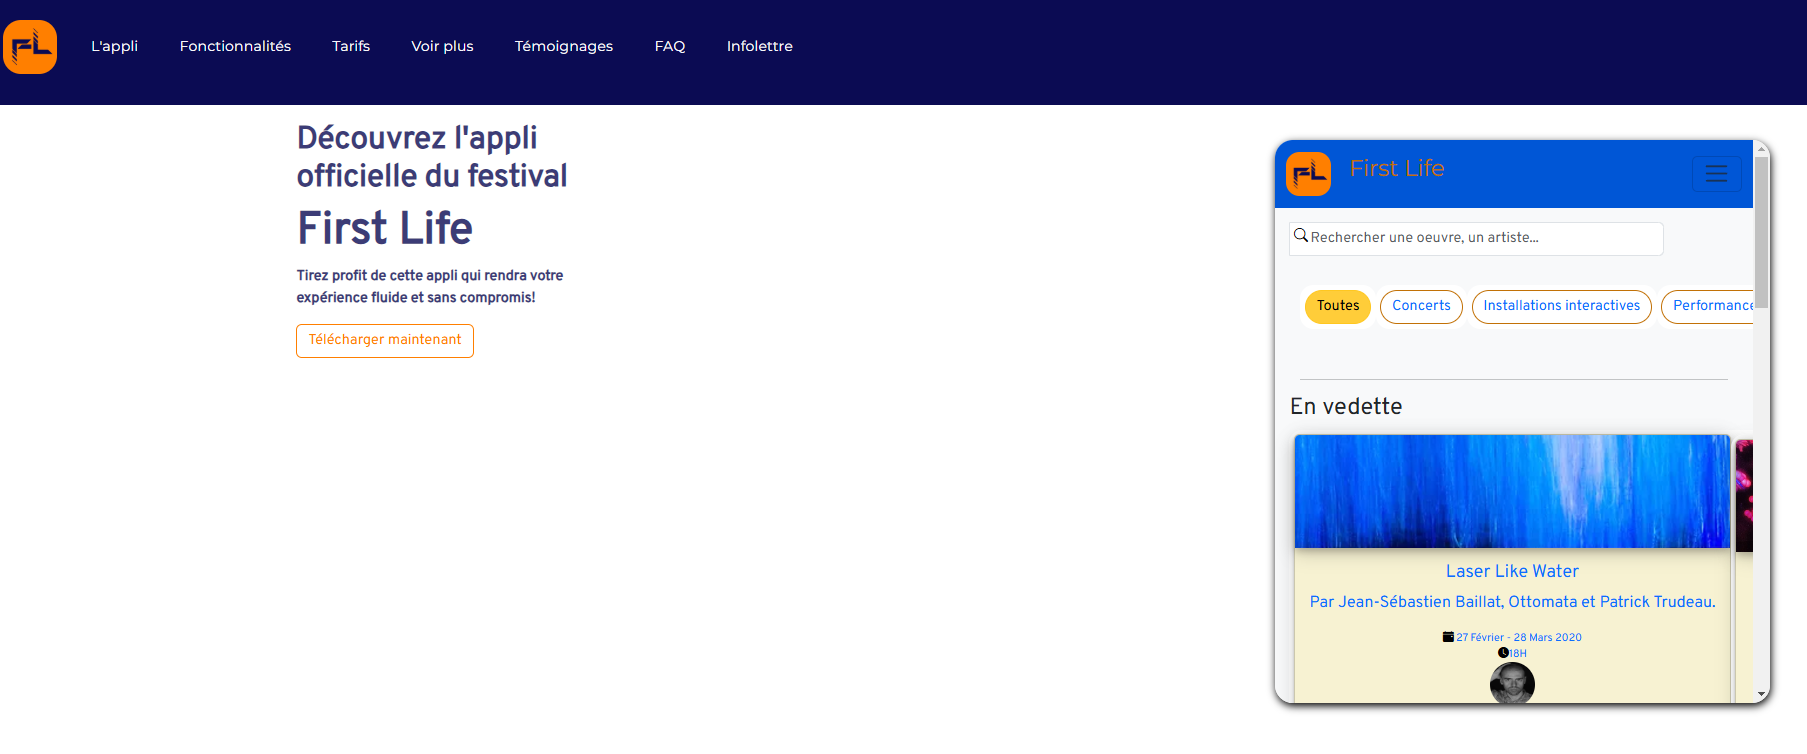 FL
L'appli
Fonctionnalités
Tarifs
Voir plus
Témoignages
FAQ
Infolettre
Découvrez l'appli
officielle du festival
First Life
Tirez profit de cette appli qui rendra votre
expérience fluide et sans compromis!
Télécharger maintenant
FL
First Life
Rechercher une oeuvre, un artiste...
Toutes
Concerts
Installations interactives
Performance
En vedette
Laser Like Water
Par Jean-Sébastien Baillat, Ottomata et Patrick Trudeau.
27 Février - 28 Mars 2020
18H